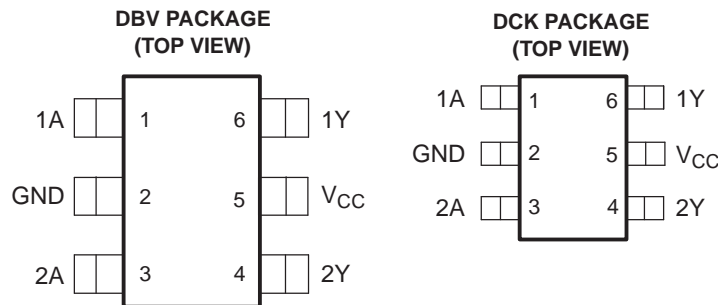 DBV PACKAGE
(TOP VIEW)
1A 1 6 1Y
GND 2 5 VCC
2A 3 4 2Y
DCK PACKAGE
(TOP VIEW)
1A 1 6 1Y
GND 2 5 VCC
2A 3 4 2Y